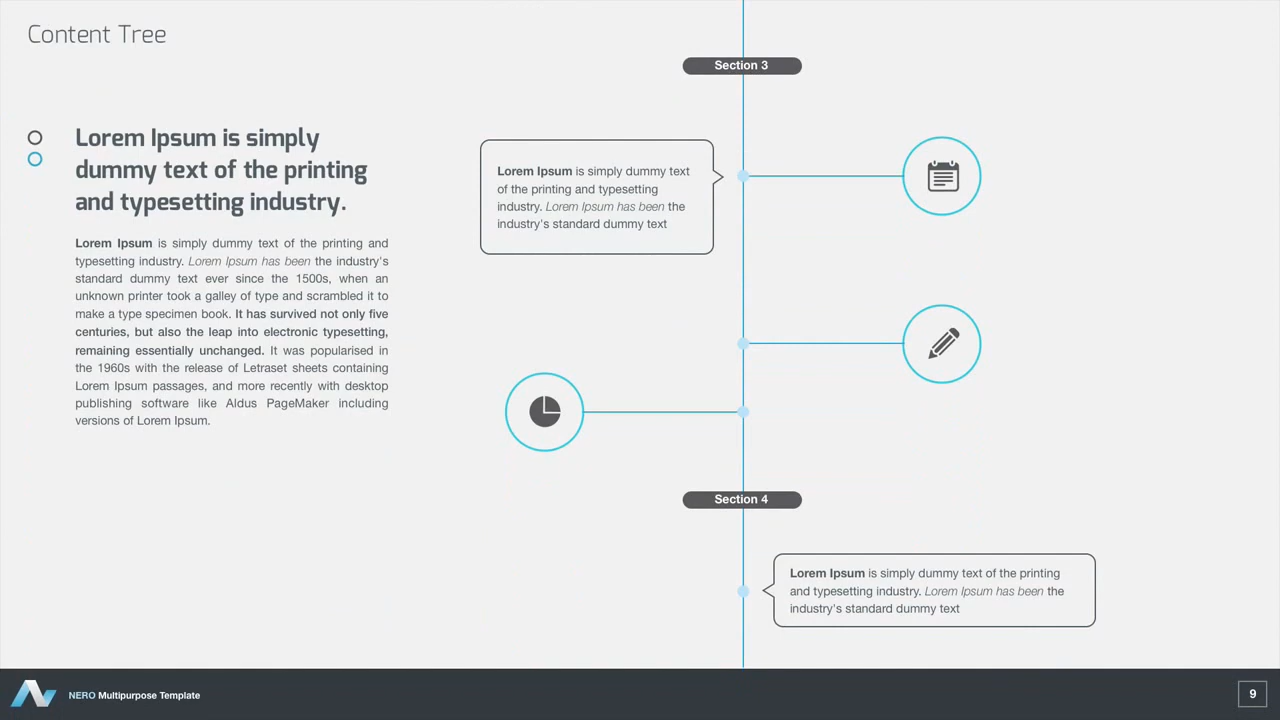 Content Tree
Section 3
Lorem Ipsum is simply
dummy text of the printing
and typesetting industry.
Lorem Ipsum is simply dummy text of the printing and
typesetting industry. Lorem Ipsum has been the industry's
standard dummy text ever since the 1500s, when an
unknown printer took a galley of type and scrambled it to
make a type specimen book. It has survived not only five
centuries, but also the leap into electronic typesetting,
remaining essentially unchanged. It was popularised in
the 1960s with the release of Letraset sheets containing
Lorem Ipsum passages, and more recently with desktop
publishing software like Aldus PageMaker including
versions of Lorem Ipsum.
Lorem Ipsum is simply dummy text
of the printing and typesetting
industry. Lorem Ipsum has been the
industry's standard dummy text
Section 4
Lorem Ipsum is simply dummy text of the printing
and typesetting industry. Lorem Ipsum has been the
industry's standard dummy text
NERO Multipurpose Template
9